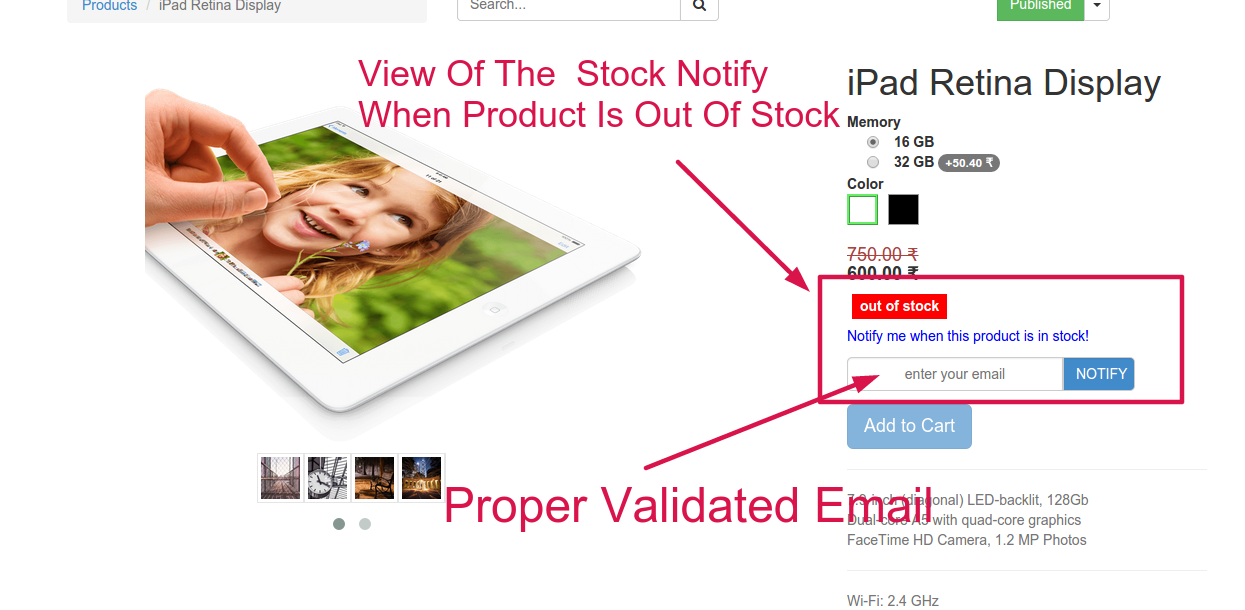 Products / iPad Retina Display
Search...
Published
View Of The Stock Notify
When Product Is Out Of Stock
iPad Retina Display
Memory
16 GB
32 GB +50.40 ₹
Color
750.00 ₹
600.00 ₹
out of stock
Notify me when this product is in stock!
enter your email NOTIFY
Add to Cart
Proper Validated Email
7.9-inch (diagonal) LED-backlit, 128Gb
Dual-core A5 with quad-core graphics
FaceTime HD Camera, 1.2 MP Photos
Wi-Fi: 2.4 GHz